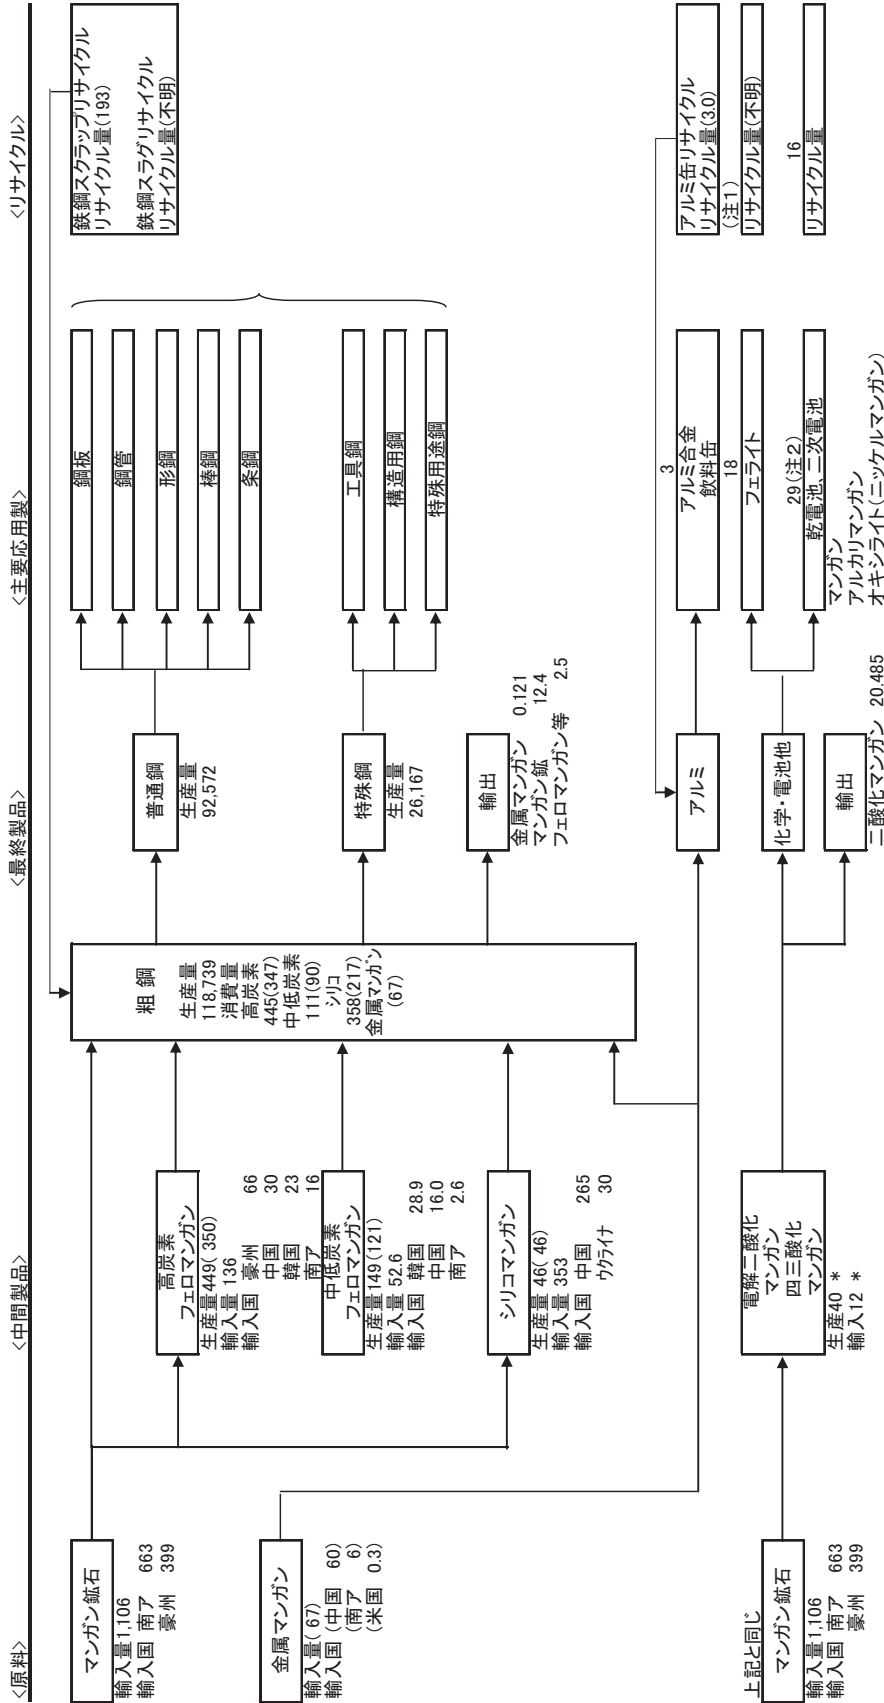 <原料>
<中間製品>
<最終製品>
<主要応用製>
<リサイクル>
マンガン鉱石
輸入量1,106
輸入国 南ア 663
豪州 399
金属マンガン
輸入量( 67)
輸入国 (中国 60)
(南ア 6)
(米国 0.3)
上記と同じ
マンガン鉱石
輸入量1,106
輸入国 南ア 663
豪州 399
高炭素
フェロマンガン
生産量449( 350)
輸入量 136
輸入国 豪州 66
中国 30
韓国 23
南ア 16
中低炭素
フェロマンガン
生産量149(121)
輸入量 52.6
輸入国 韓国 28.9
中国 16.0
南ア 2.6
シリコマンガン
生産量 46( 46)
輸入量 353
輸入国 中国 265
ウクライナ 30
電解二酸化
マンガン
四三酸化
マンガン
生産40 *
輸入12 *
粗 鋼
生産量
118,739
消費量
高炭素
445(347)
中低炭素
111(90)
シリコ
358(217)
金属マンガン
(67)
普通鋼
生産量
92,572
特殊鋼
生産量
26,167
輸出
金属マンガン 0.121
マンガン鉱 12.4
フェロマンガン等 2.5
アルミ
化学・電池他
輸出
二酸化マンガン 20.485
鋼板
鋼管
形鋼
棒鋼
条鋼
工具鋼
構造用鋼
特殊用途鋼
3
アルミ合金
飲料缶
18
フェライト
29(注2)
乾電池、二次電池
マンガン
アルカリマンガン
オキシライト(ニッケルマンガン)
鉄鋼スクラップリサイクル
リサイクル量(193)
鉄鋼スラグリサイクル
リサイクル量(不明)
アルミ缶リサイクル
リサイクル量(3.0)
(注1)
リサイクル量(不明)
16
リサイクル量